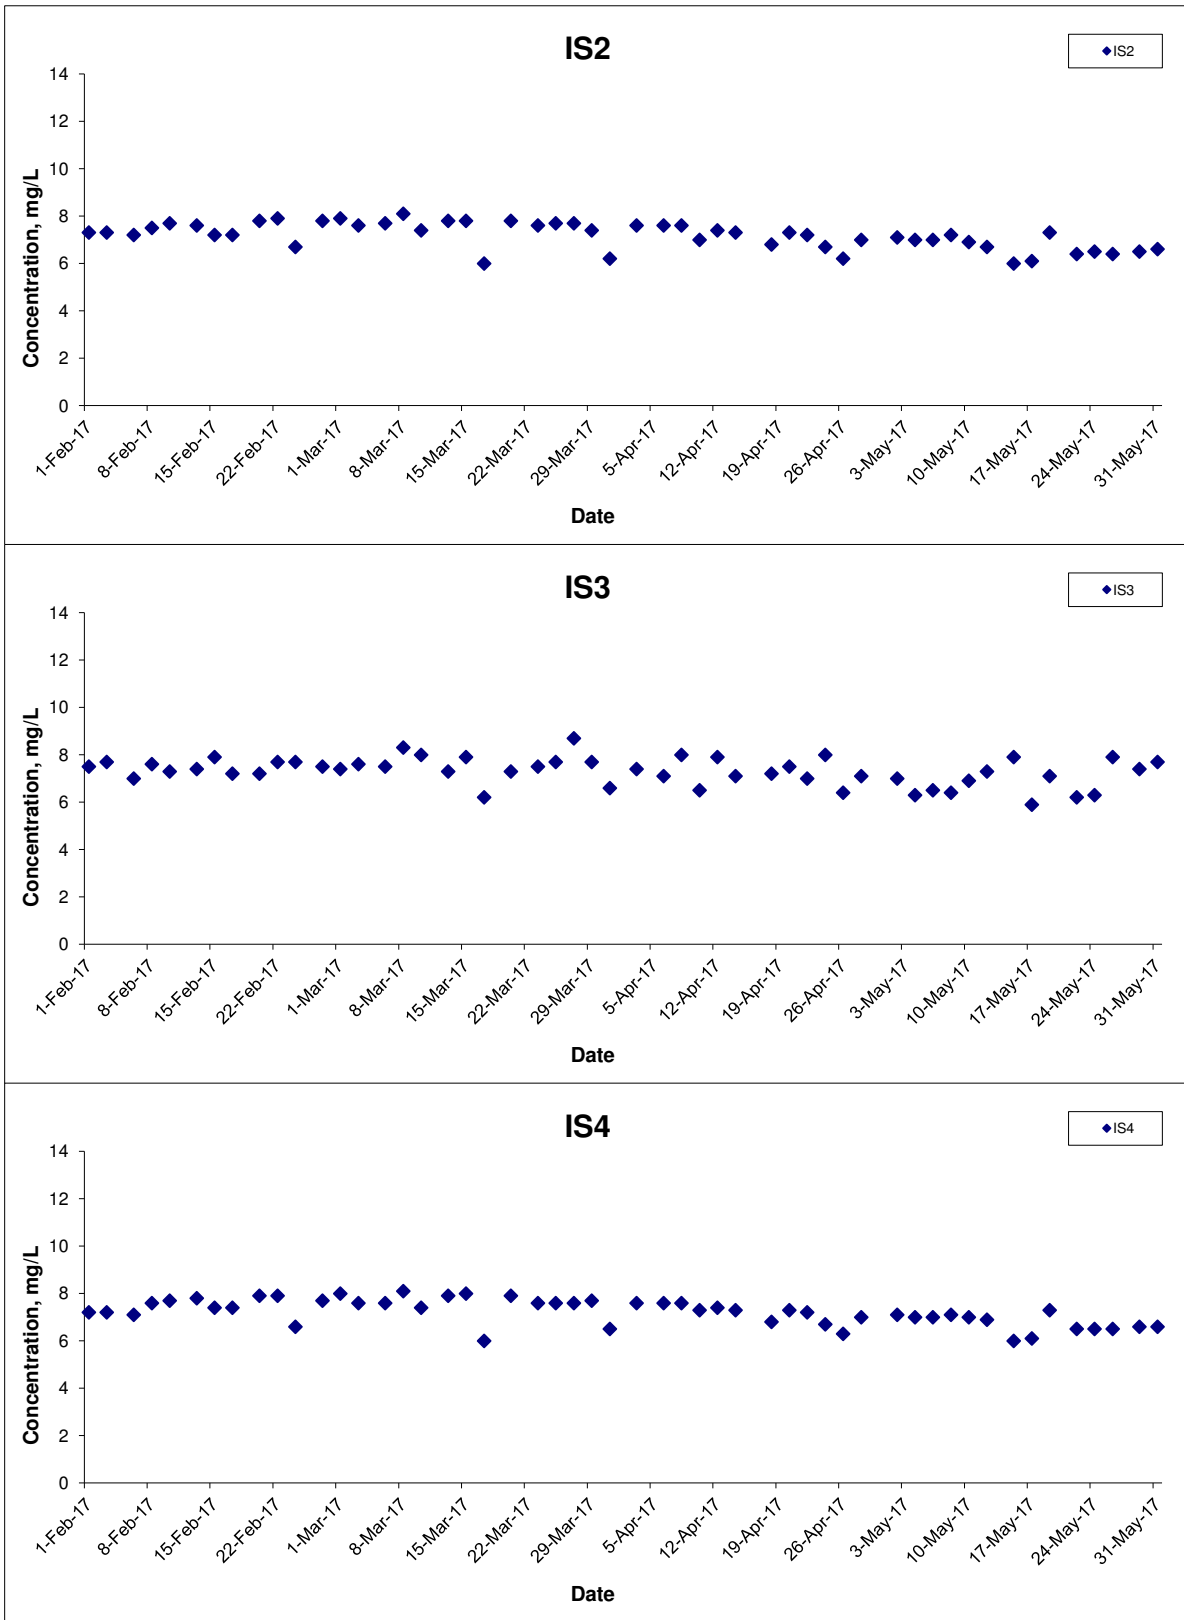 IS2
IS2
14
12
10
8
6
4
2
0
Concentration, mg/L
1-Feb-17
8-Feb-17
15-Feb-17
22-Feb-17
1-Mar-17
8-Mar-17
15-Mar-17
22-Mar-17
29-Mar-17
5-Apr-17
12-Apr-17
19-Apr-17
26-Apr-17
3-May-17
10-May-17
17-May-17
24-May-17
31-May-17
Date
IS3
IS3
14
12
10
8
6
4
2
0
Concentration, mg/L
1-Feb-17
8-Feb-17
15-Feb-17
22-Feb-17
1-Mar-17
8-Mar-17
15-Mar-17
22-Mar-17
29-Mar-17
5-Apr-17
12-Apr-17
19-Apr-17
26-Apr-17
3-May-17
10-May-17
17-May-17
24-May-17
31-May-17
Date
IS4
IS4
14
12
10
8
6
4
2
0
Concentration, mg/L
1-Feb-17
8-Feb-17
15-Feb-17
22-Feb-17
1-Mar-17
8-Mar-17
15-Mar-17
22-Mar-17
29-Mar-17
5-Apr-17
12-Apr-17
19-Apr-17
26-Apr-17
3-May-17
10-May-17
17-May-17
24-May-17
31-May-17
Date